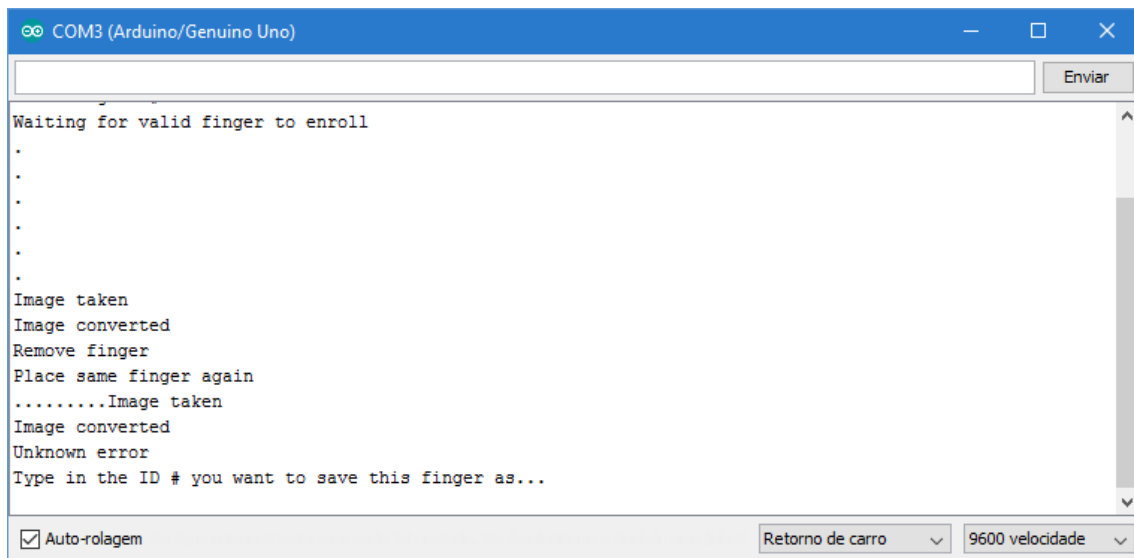 COM3 (Arduino/Genuino Uno)
Enviar
Waiting for valid finger to enroll
.
.
.
.
.
.
Image taken
Image converted
Remove finger
Place same finger again
.........Image taken
Image converted
Unknown error
Type in the ID # you want to save this finger as...
Auto-rolagem
Retorno de carro
9600 velocidade